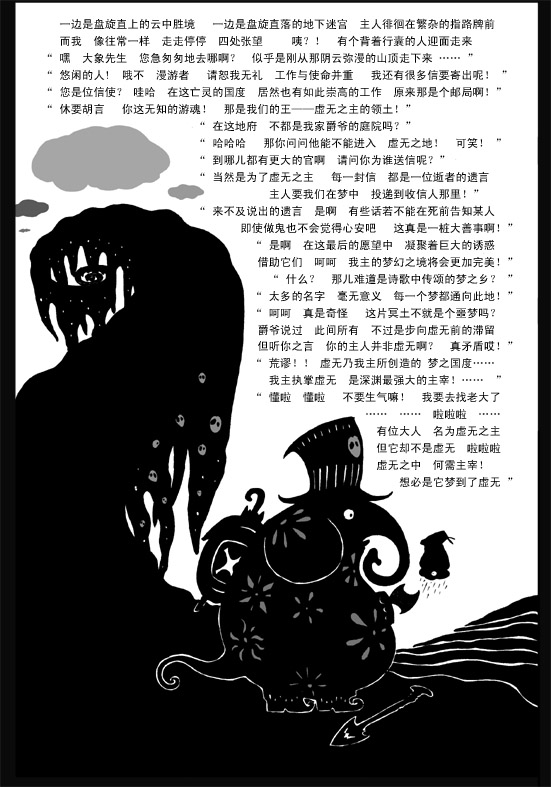 一边是盘旋直上的云中胜境 一边是盘旋直落的地下迷宫 主人徘徊在繁杂的指路牌前
而我 像往常一样 走走停停 四处张望 咦?! 有个背着行囊的人迎面走来
“ 嘿 大象先生 您急匆匆地去哪啊? 似乎是刚从那阴云弥漫的山顶走下来 …… ”
“ 悠闲的人! 哦不 漫游者 请恕我无礼 工作与使命并重 我还有很多信要寄出呢! ”
“ 您是位信使? 哇哈 在这亡灵的国度 居然也有如此崇高的工作 原来那是个邮局啊!”
“ 休要胡言 你这无知的游魂! 那是我们的王——虚无之主的领土!”
“ 在这地府 不都是我家爵爷的庭院吗?”
“ 哈哈哈 那你问问他能不能进入 虚无之地! 可笑! ”
“ 到哪儿都有更大的官啊 请问你为谁送信呢?”
“ 当然是为了虚无之主 每一封信 都是一位逝者的遗言
主人要我们在梦中 投递到收信人那里!”
“ 来不及说出的遗言 是啊 有些话若不能在死前告知某人
即使做鬼也不会觉得心安吧 这真是一桩大善事啊!”
“ 是啊 在这最后的愿望中 凝聚着巨大的诱惑
借助它们 呵呵 我主的梦幻之境将会更加完美!”
“ 什么? 那儿难道是诗歌中传颂的梦之乡? ”
“ 太多的名字 毫无意义 每一个梦都通向此地!”
“ 呵呵 真是奇怪 这片冥土不就是个噩梦吗?
爵爷说过 此间所有 不过是步向虚无前的滞留
但听你之言 你的主人并非虚无啊? 真矛盾哎!”
“ 荒谬!! 虚无乃我主所创造的 梦之国度……
我主执掌虚无 是深渊最强大的主宰!…… ”
“ 懂啦 懂啦 不要生气嘛! 我要去找老大了
…… …… 啦啦啦 ……
有位大人 名为虚无之主
但它却不是虚无 啦啦啦
虚无之中 何需主宰!
想必是它梦到了虚无 ”